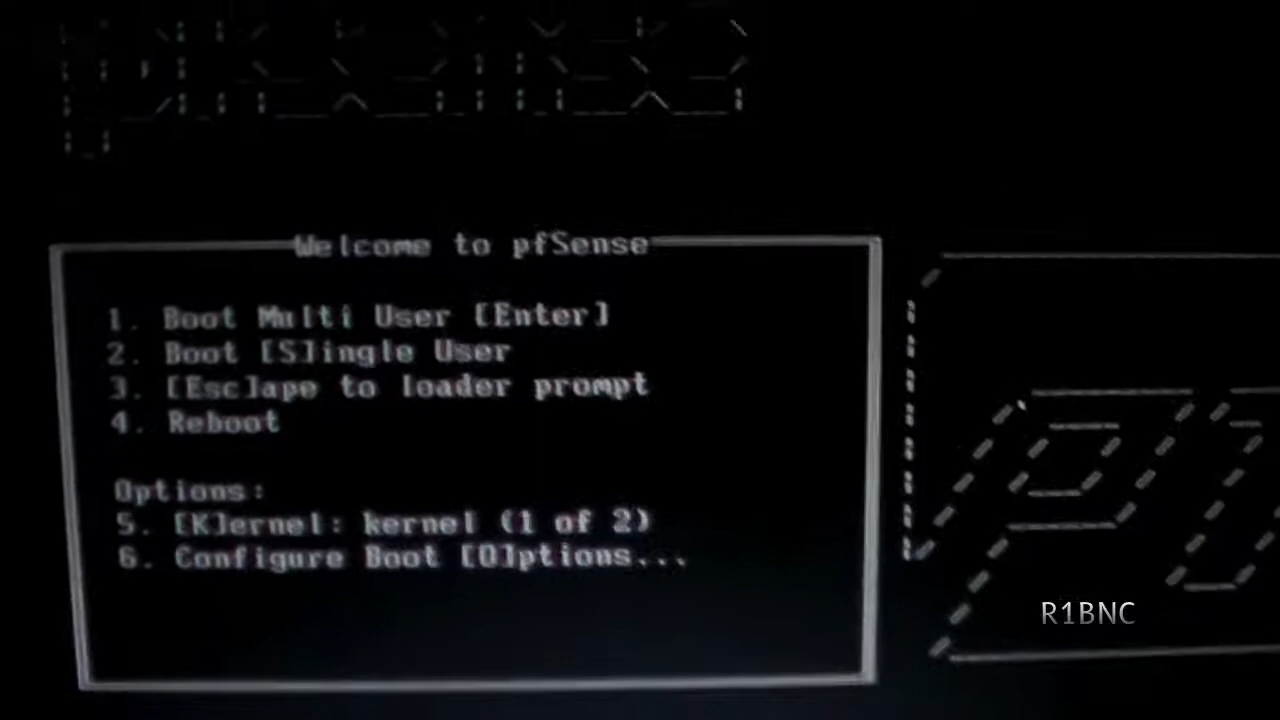 Welcome to pfSense
1. Boot Multi User [Enter]
2. Boot [S]ingle User
3. [Esc]ape to loader prompt
4. Reboot
Options:
5. [K]ernel: kernel (1 of 2)
6. Configure Boot [O]ptions...
R1BNC